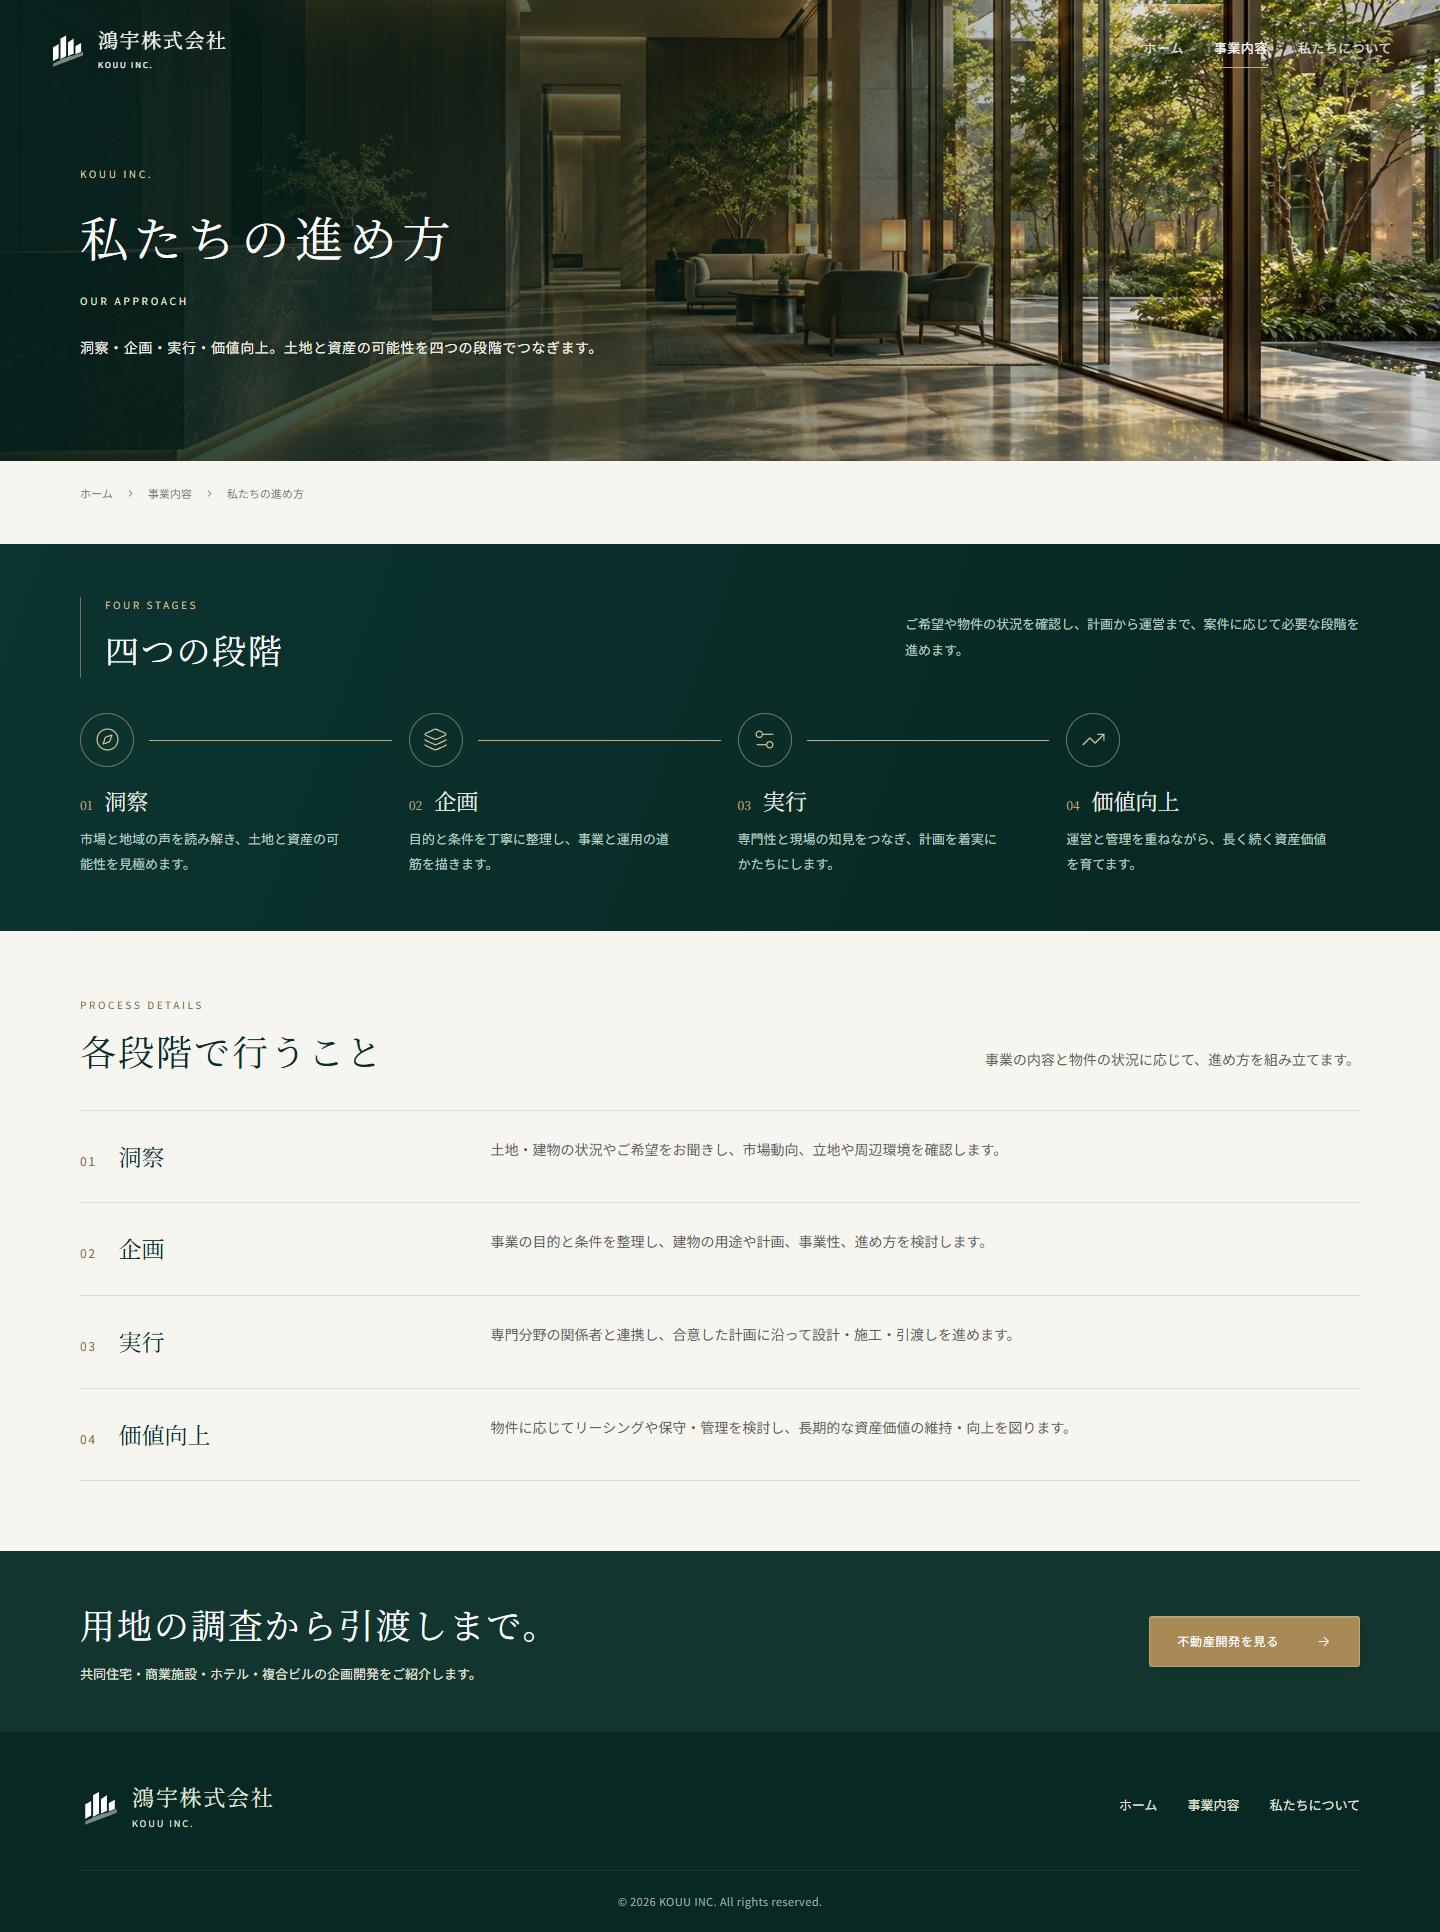 鴻宇株式会社
KOUU INC.
ホーム 事業内容 私たちについて
KOUU INC.
私たちの進め方
OUR APPROACH
洞察・企画・実行・価値向上。土地と資産の可能性を四つの段階でつなぎます。
ホーム › 事業内容 › 私たちの進め方
FOUR STAGES
四つの段階
ご希望や物件の状況を確認し、計画から運営まで、案件に応じて必要な段階を
進めます。
01 洞察
市場と地域の声を読み解き、土地と資産の可
能性を見極めます。
02 企画
目的と条件を丁寧に整理し、事業と運用の道
筋を描きます。
03 実行
専門性と現場の知見をつなぎ、計画を着実に
かたちにします。
04 価値向上
運営と管理を重ねながら、長く続く資産価値
を育てます。
PROCESS DETAILS
各段階で行うこと
事業の内容と物件の状況に応じて、進め方を組み立てます。
01 洞察
土地・建物の状況やご希望をお聞きし、市場動向、立地や周辺環境を確認します。
02 企画
事業の目的と条件を整理し、建物の用途や計画、事業性、進め方を検討します。
03 実行
専門分野の関係者と連携し、合意した計画に沿って設計・施工・引渡しを進めます。
04 価値向上
物件に応じてリーシングや保守・管理を検討し、長期的な資産価値の維持・向上を図ります。
用地の調査から引渡しまで。
共同住宅・商業施設・ホテル・複合ビルの企画開発をご紹介します。
不動産開発を見る →
鴻宇株式会社
KOUU INC.
ホーム 事業内容 私たちについて
© 2026 KOUU INC. All rights reserved.